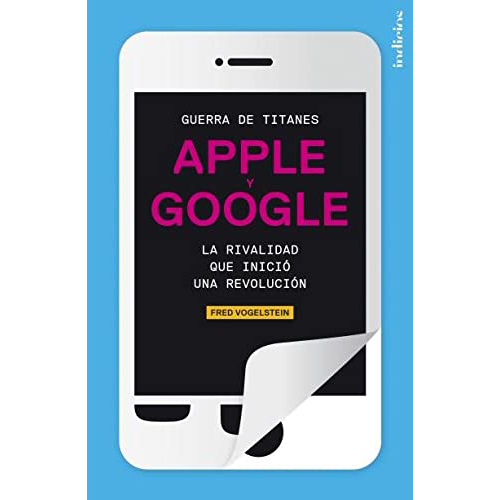 indicios
GUERRA DE TITANES
APPLE
Y
GOOGLE
LA RIVALIDAD
QUE INICIÓ
UNA REVOLUCIÓN
FRED VOGELSTEIN